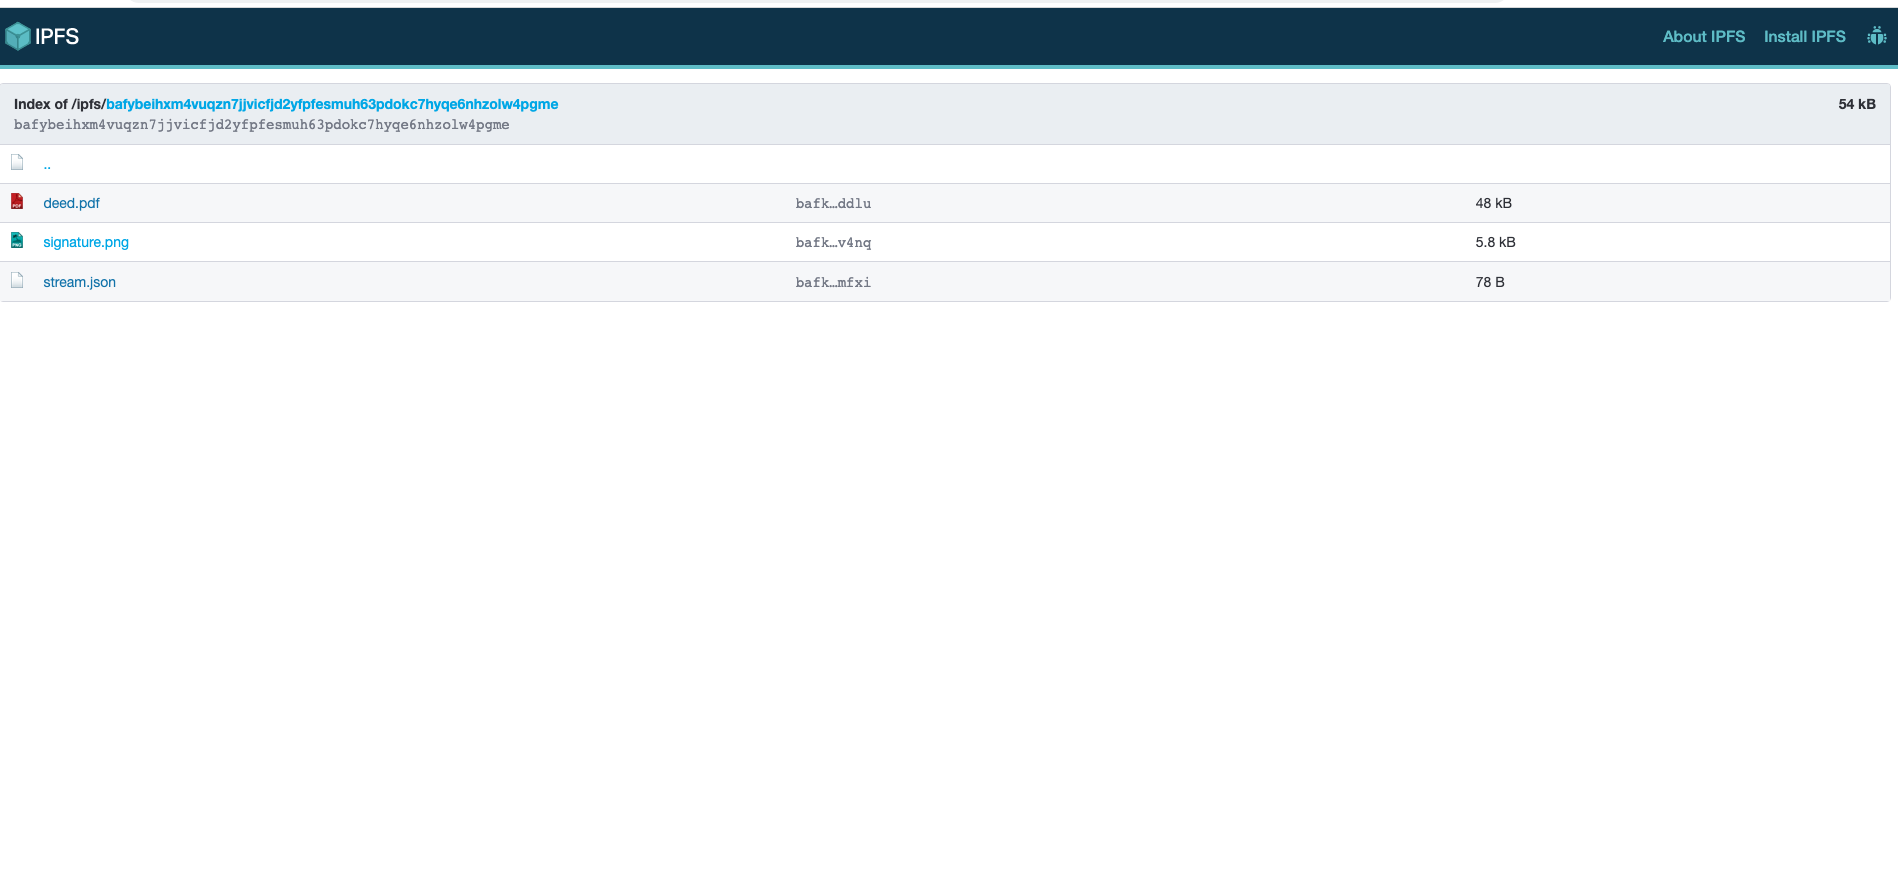 IPFS
About IPFS Install IPFS
Index of /ipfs/bafybeihxm4vuqzn7jjvicfjd2yfpfesmuh63pdokc7hyqe6nhzolw4pgme 54 kB
bafybeihxm4vuqzn7jjvicfjd2yfpfesmuh63pdokc7hyqe6nhzolw4pgme
..
deed.pdf bafk…ddlu 48 kB
signature.png bafk…v4nq 5.8 kB
stream.json bafk…mfxi 78 B